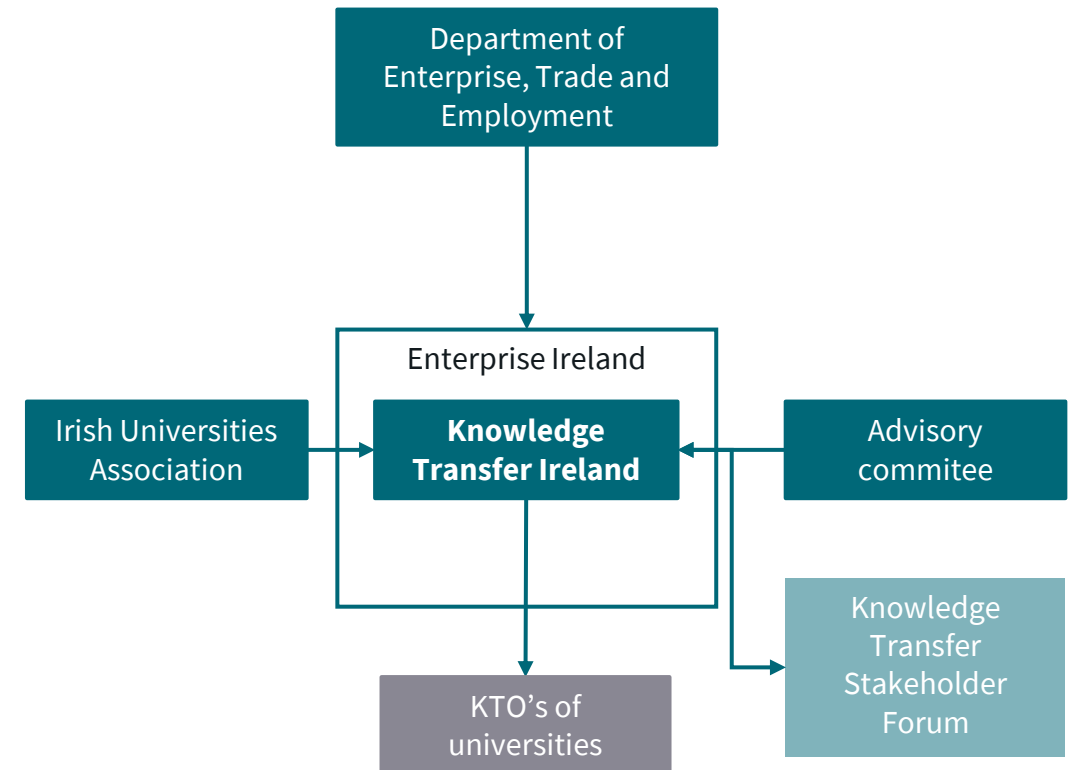 Department of
Enterprise, Trade and
Employment
Enterprise Ireland
Irish Universities
Association
Knowledge
Transfer Ireland
Advisory
commitee
Knowledge
Transfer
Stakeholder
Forum
KTO’s of
universities